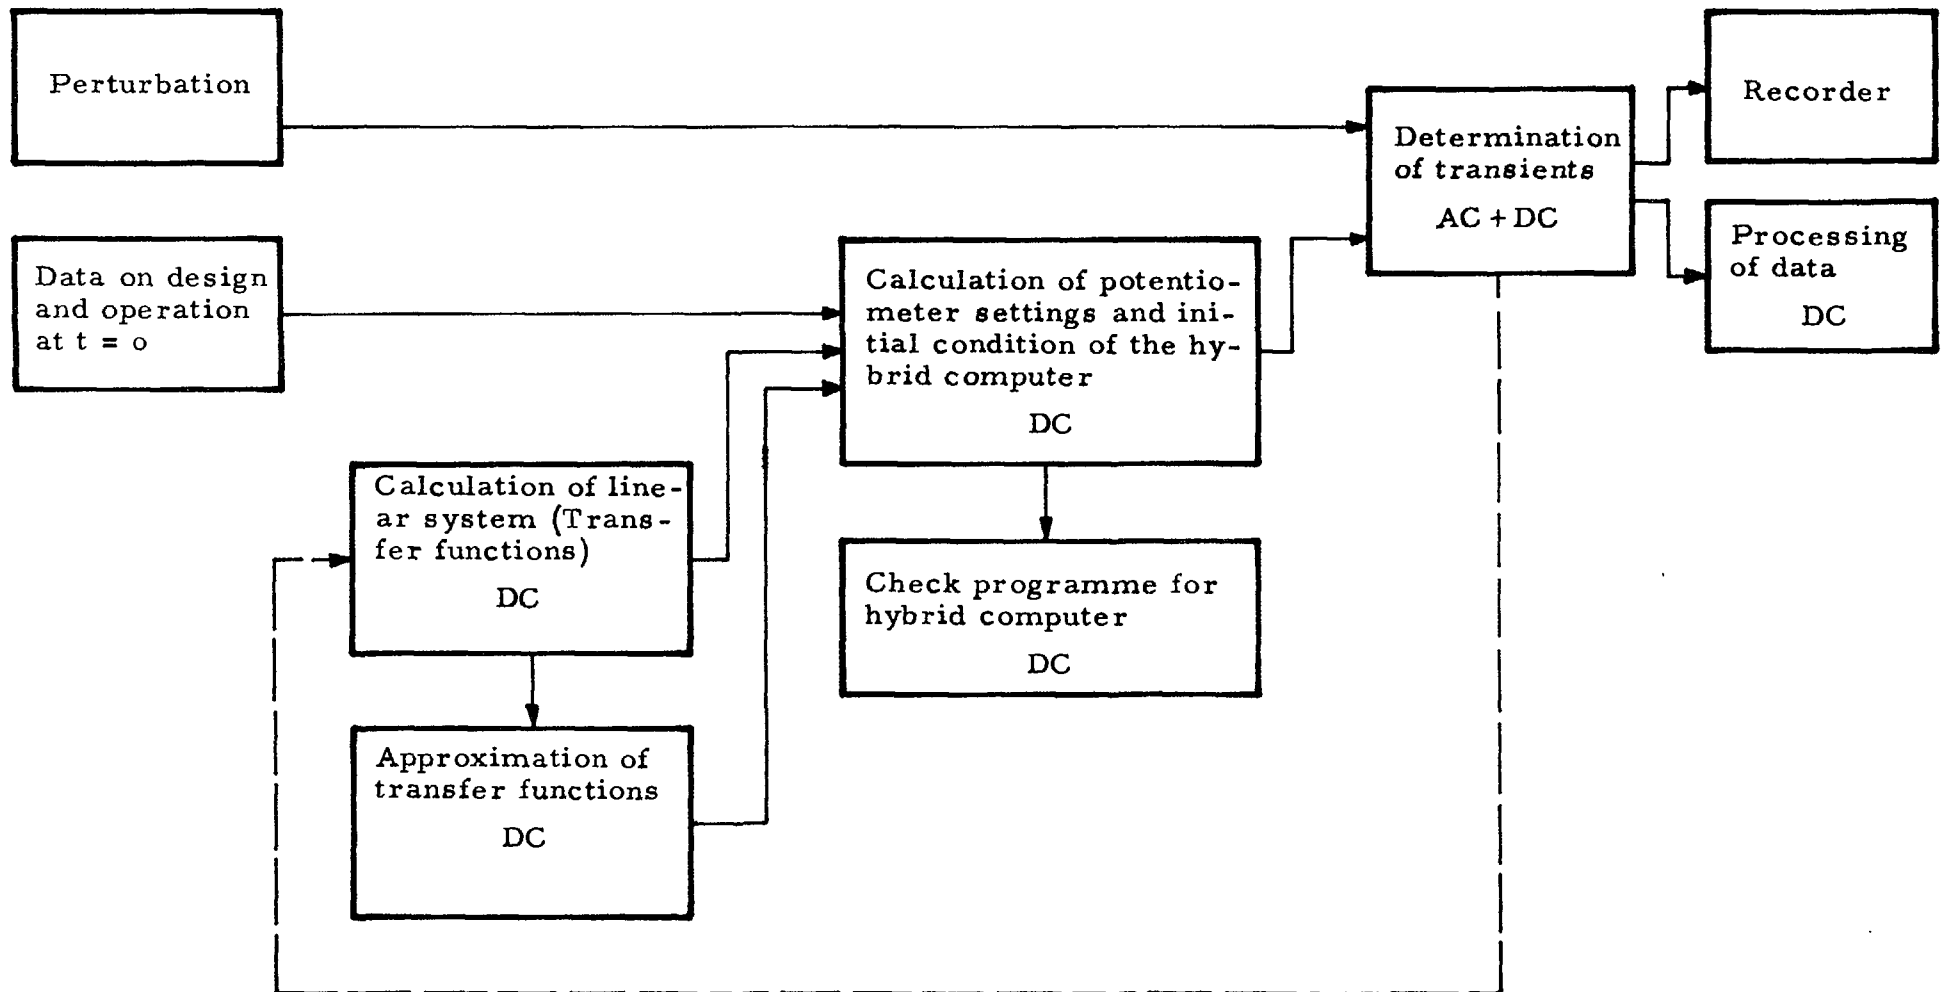 Perturbation
Recorder
Determination
of transients
AC + DC
Processing
of data
DC
Data on design
and operation
at t = o
Calculation of potentio-
meter settings and ini-
tial condition of the hy-
brid computer
DC
Calculation of line-
ar system (Trans-
fer functions)
DC
Check programme for
hybrid computer
DC
Approximation of
transfer functions
DC